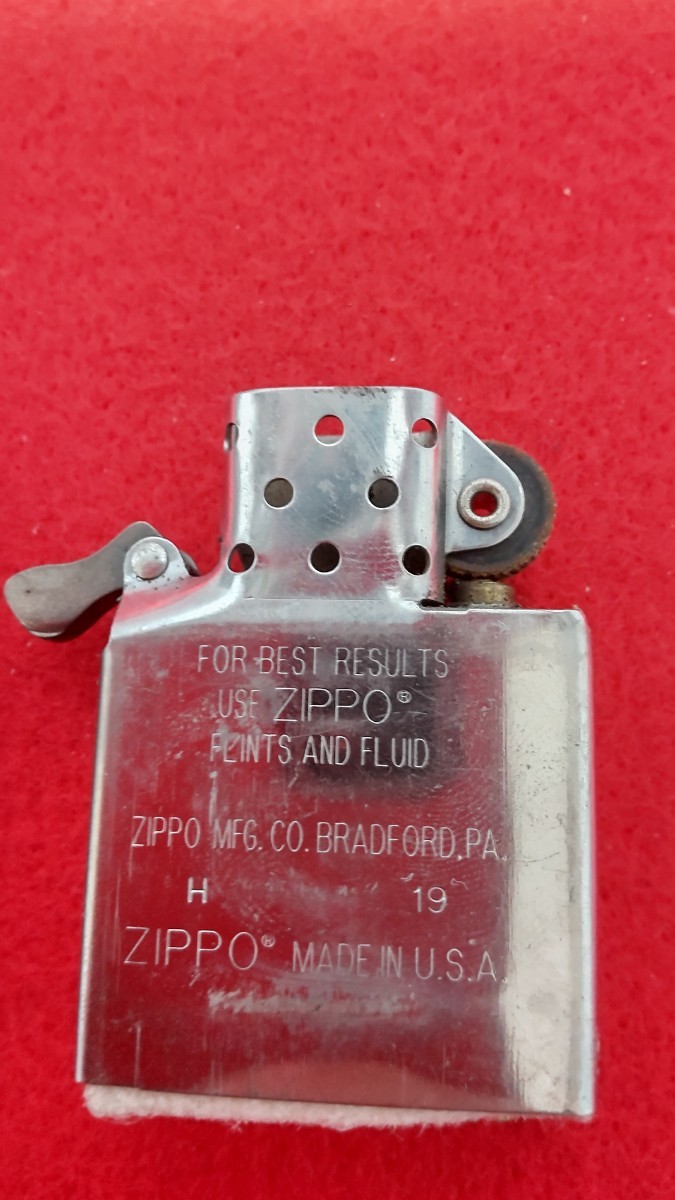 FOR BEST RESULTS
USE ZIPPO®
FLINTS AND FLUID
ZIPPO MFG. CO. BRADFORD, PA.
H 19
ZIPPO® MADE IN U.S.A.